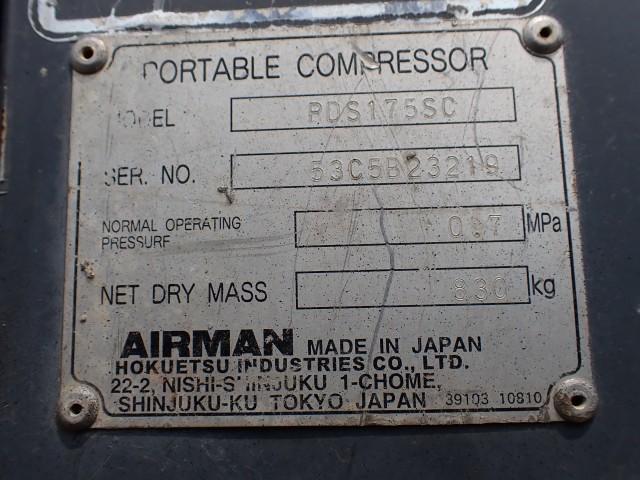 PORTABLE COMPRESSOR
MODEL PDS175SC
SER. NO. 53C5B23219
NORMAL OPERATING
PRESSURE 0.7 MPa
NET DRY MASS 830 kg
AIRMAN MADE IN JAPAN
HOKUETSU INDUSTRIES CO., LTD.
22-2, NISHI-SHINJUKU 1-CHOME,
SHINJUKU-KU TOKYO JAPAN 39103 10810